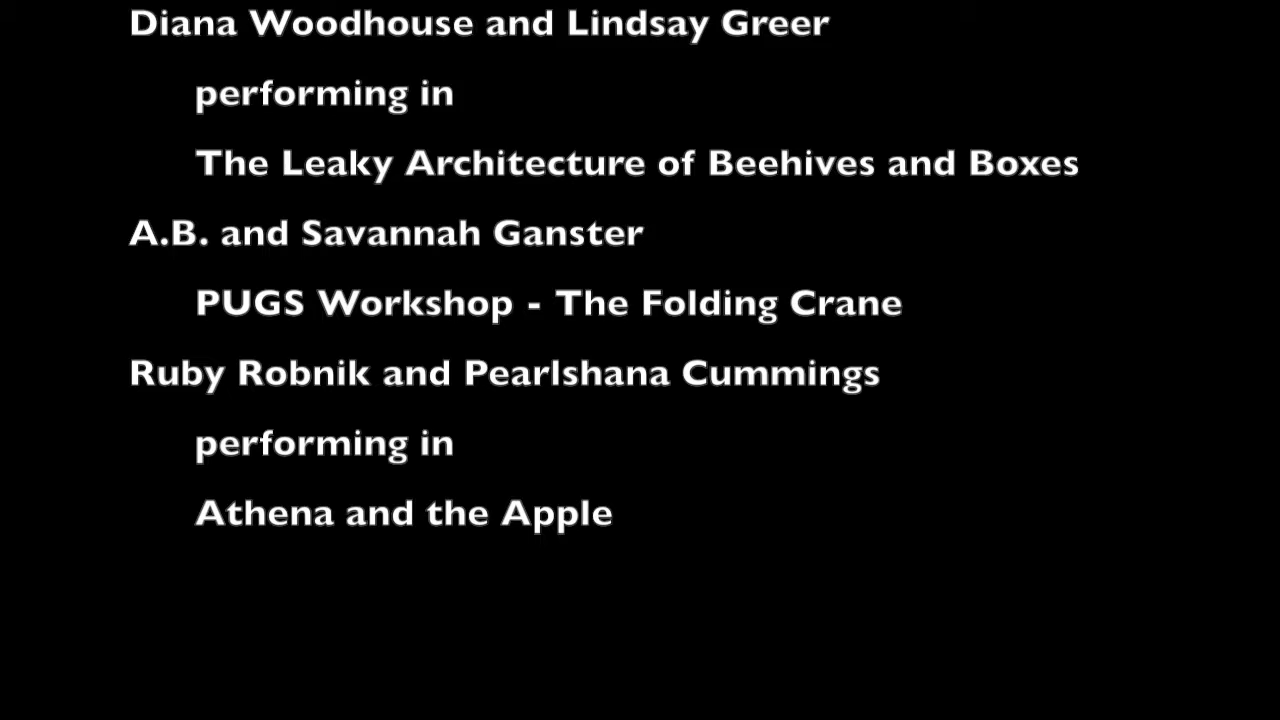 Diana Woodhouse and Lindsay Greer
performing in
The Leaky Architecture of Beehives and Boxes
A.B. and Savannah Ganster
PUGS Workshop - The Folding Crane
Ruby Robnik and Pearlshana Cummings
performing in
Athena and the Apple